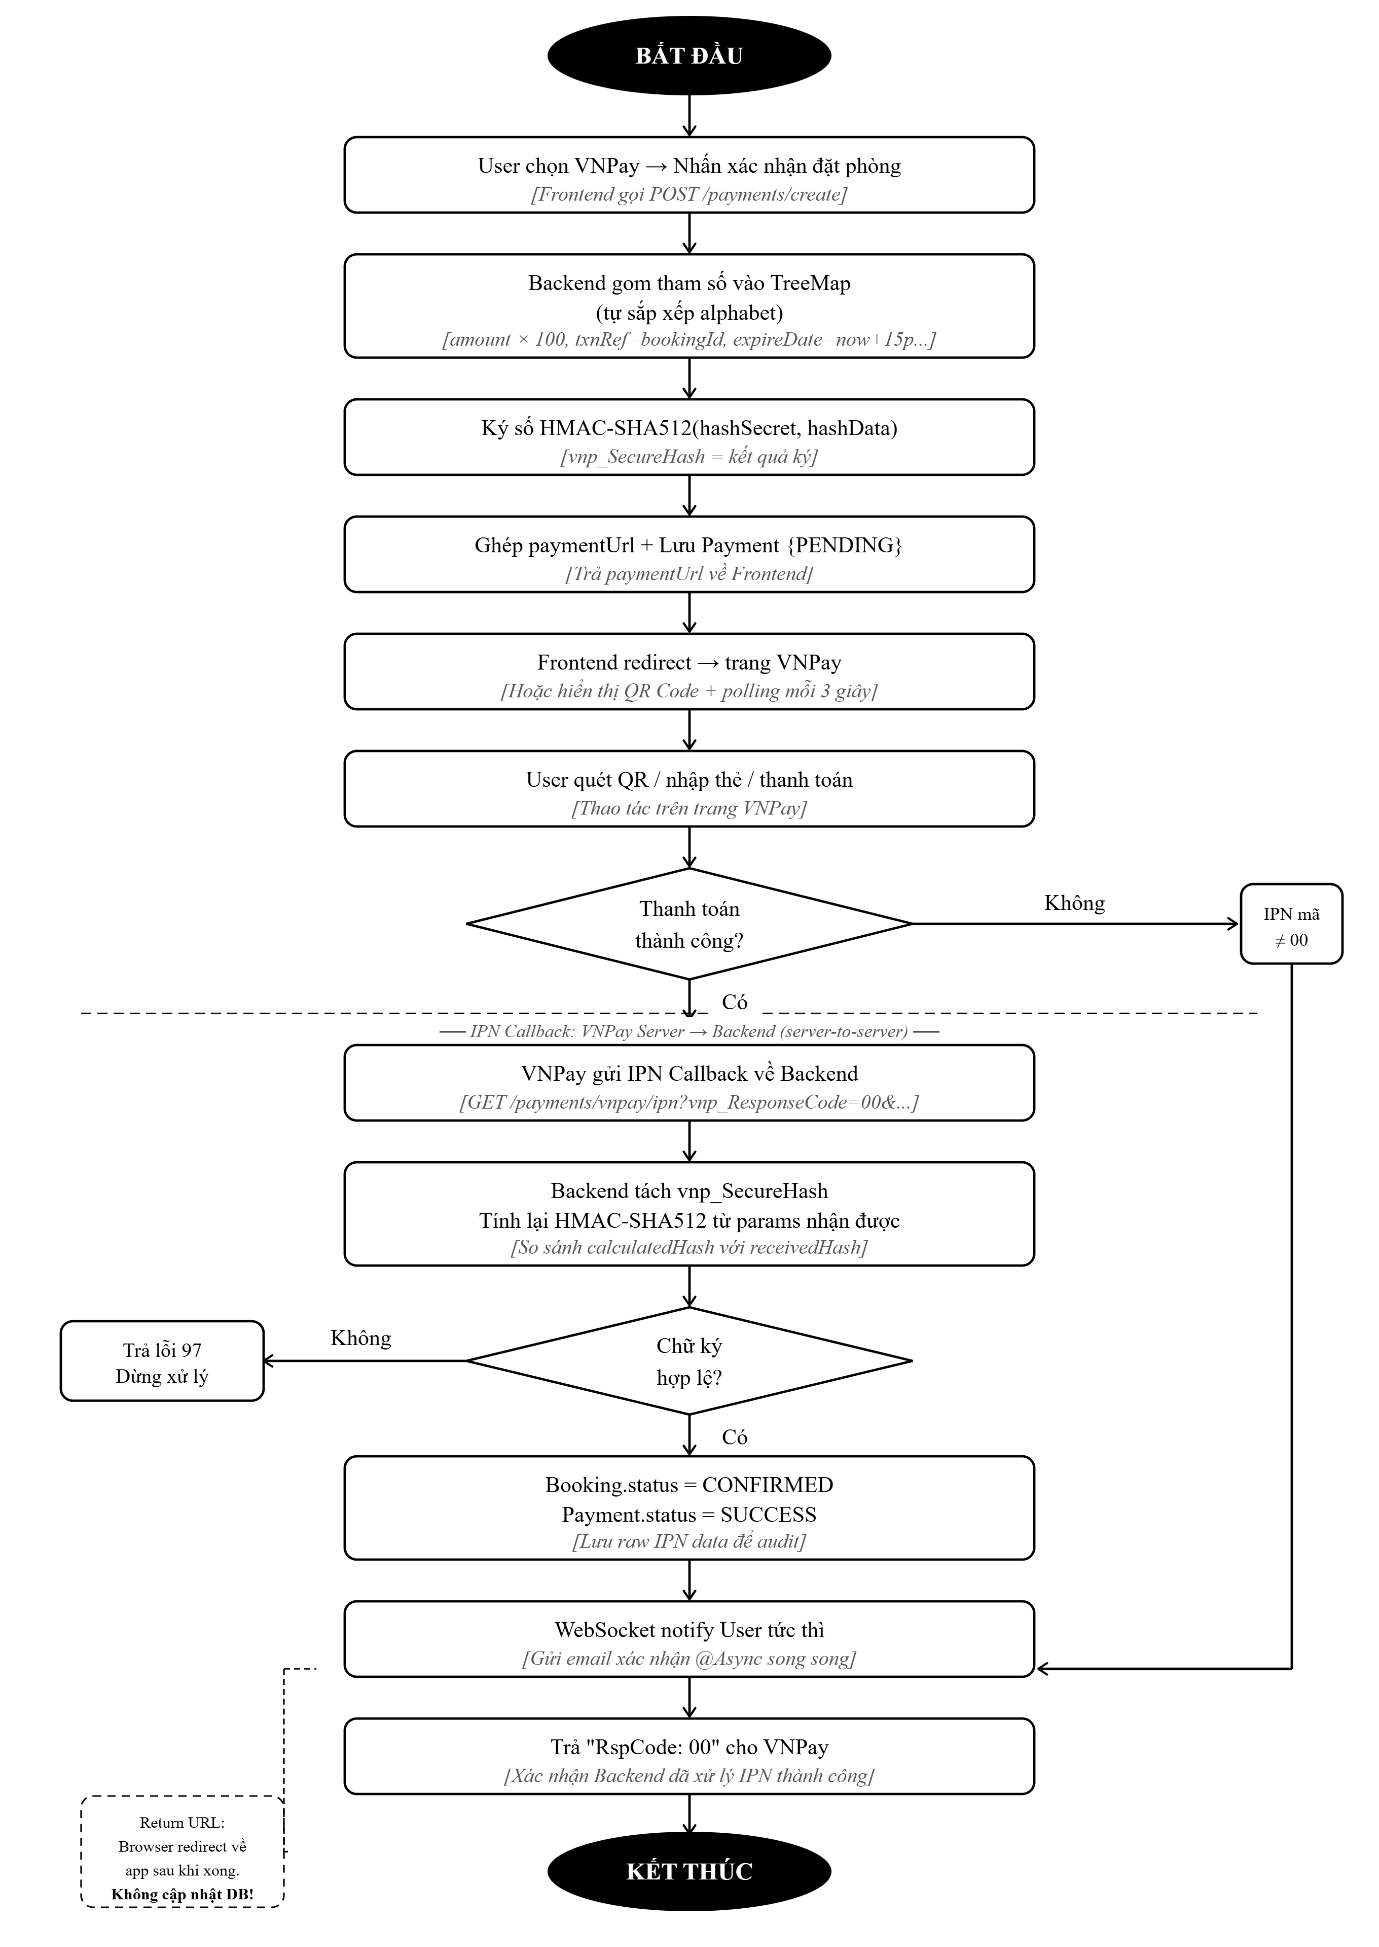 BẮT ĐẦU
User chọn VNPay → Nhấn xác nhận đặt phòng
[Frontend gọi POST /payments/create]
Backend gom tham số vào TreeMap
(tự sắp xếp alphabet)
[amount × 100, txnRef bookingId, expireDate now+15p...]
Ký số HMAC-SHA512(hashSecret, hashData)
[vnp_SecureHash = kết quả ký]
Ghép paymentUrl + Lưu Payment {PENDING}
[Trả paymentUrl về Frontend]
Frontend redirect → trang VNPay
[Hoặc hiển thị QR Code + polling mỗi 3 giây]
User quét QR / nhập thẻ / thanh toán
[Thao tác trên trang VNPay]
Thanh toán
thành công?
Không
IPN mã
≠ 00
Có
── IPN Callback: VNPay Server → Backend (server-to-server) ──
VNPay gửi IPN Callback về Backend
[GET /payments/vnpay/ipn?vnp_ResponseCode=00&...]
Backend tách vnp_SecureHash
Tính lại HMAC-SHA512 từ params nhận được
[So sánh calculatedHash với receivedHash]
Không
Trả lỗi 97
Dừng xử lý
Chữ ký
hợp lệ?
Có
Booking.status = CONFIRMED
Payment.status = SUCCESS
[Lưu raw IPN data để audit]
WebSocket notify User tức thì
[Gửi email xác nhận @Async song song]
Trả "RspCode: 00" cho VNPay
[Xác nhận Backend đã xử lý IPN thành công]
Return URL:
Browser redirect về
app sau khi xong.
Không cập nhật DB!
KẾT THÚC